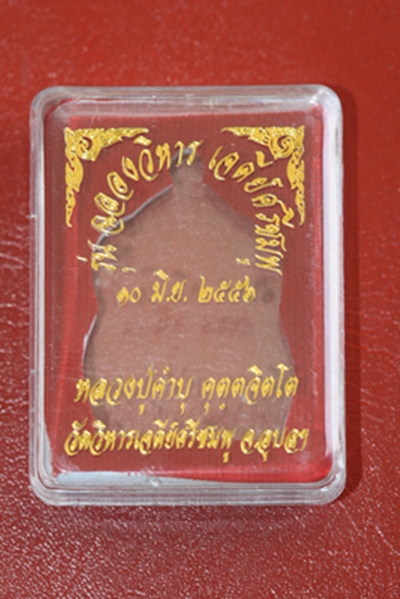 รุ่น ฉลองวิหาร เจดีย์ศรีชมพู
๑๐ มิ.ย. ๒๕๕๖
หลวงปู่คำบุ คุตฺตจิตฺโต
วัดวิหารเจดีย์ศรีชมพู จ.อุบลฯ